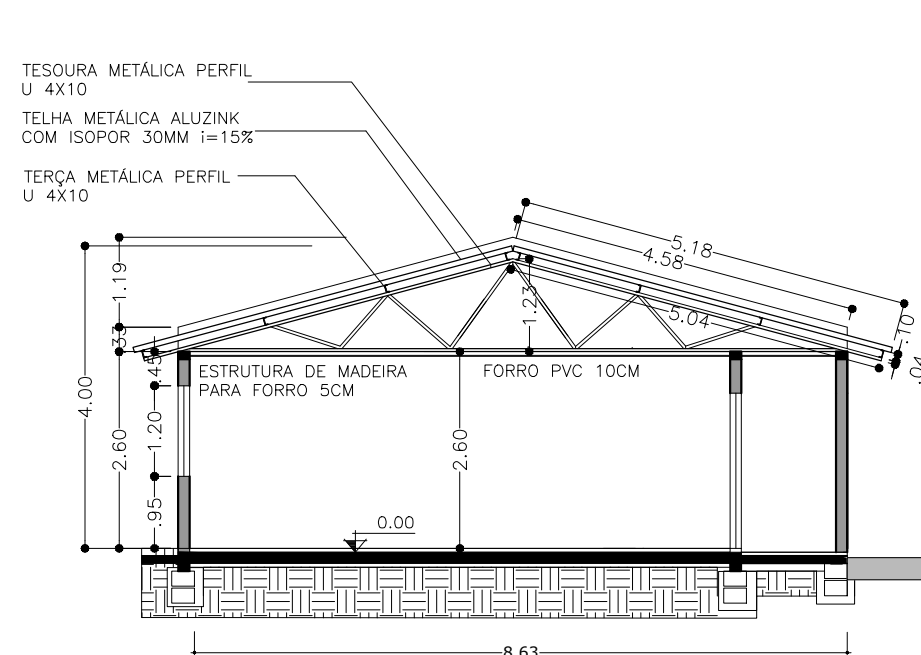 TESOURA METÁLICA PERFIL
U 4X10
TELHA METÁLICA ALUZINK
COM ISOPOR 30MM i=15%
TERÇA METÁLICA PERFIL
U 4X10
5.18
4.58
1.19
1.23
5.04
.10
.04
.33
.45
ESTRUTURA DE MADEIRA
PARA FORRO 5CM
FORRO PVC 10CM
4.00
2.60
1.20
2.60
.95
0.00
8.63